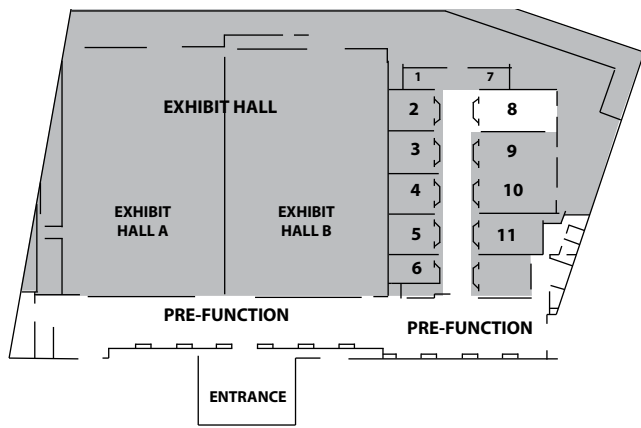 1 7
2 8
EXHIBIT HALL
3 9
4 10
EXHIBIT
HALL A
EXHIBIT
HALL B
5 11
6
PRE-FUNCTION
PRE-FUNCTION
ENTRANCE